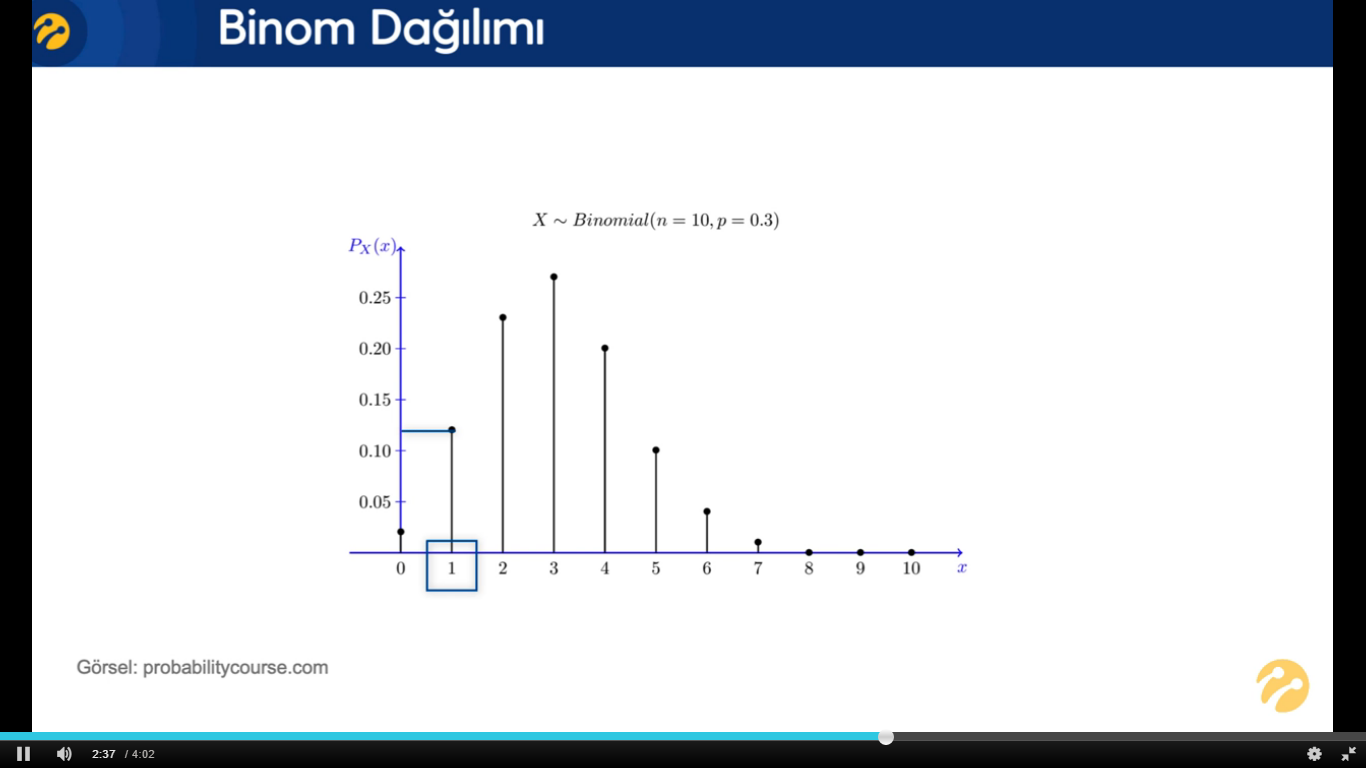 Binom Dağılımı
X ∼ Binomial(n = 10, p = 0.3)
P_X(x)
0.25
0.20
0.15
0.10
0.05
0 1 2 3 4 5 6 7 8 9 10 x
Görsel: probabilitycourse.com
2:37 / 4:02